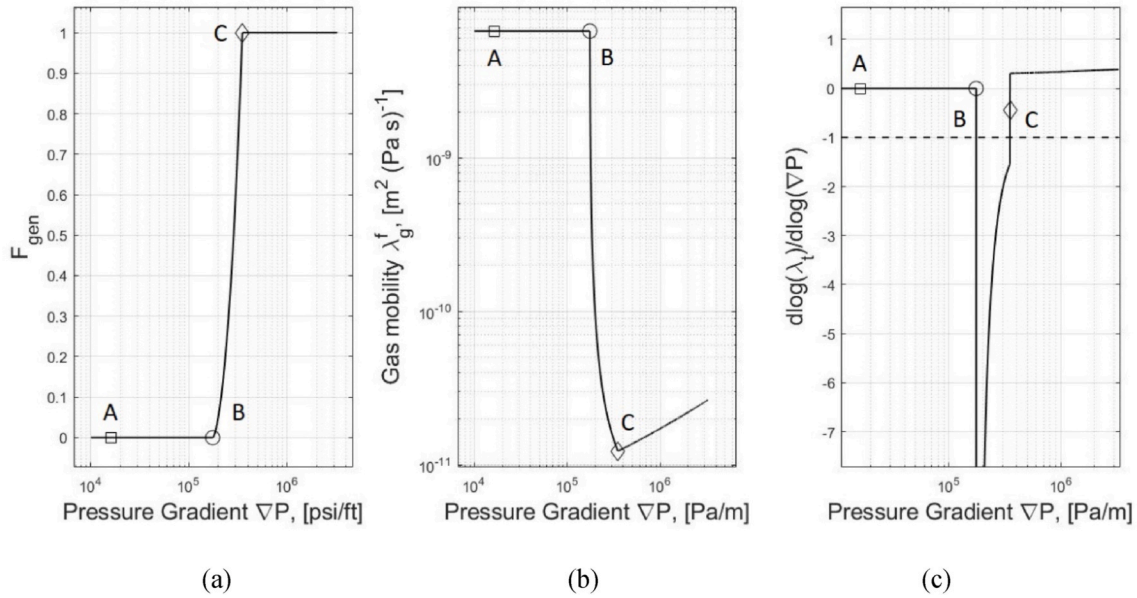 F_gen
1
0.9
0.8
0.7
0.6
0.5
0.4
0.3
0.2
0.1
0
A
B
C
10^4
10^5
10^6
Pressure Gradient ∇P, [psi/ft]
(a)
Gas mobility λ_g^f, [m^2 (Pa s)^-1]
10^-9
10^-10
10^-11
A
B
C
10^4
10^5
10^6
Pressure Gradient ∇P, [Pa/m]
(b)
dlog(λ_t)/dlog(∇P)
1
0
-1
-2
-3
-4
-5
-6
-7
A
B
C
10^5
10^6
Pressure Gradient ∇P, [Pa/m]
(c)